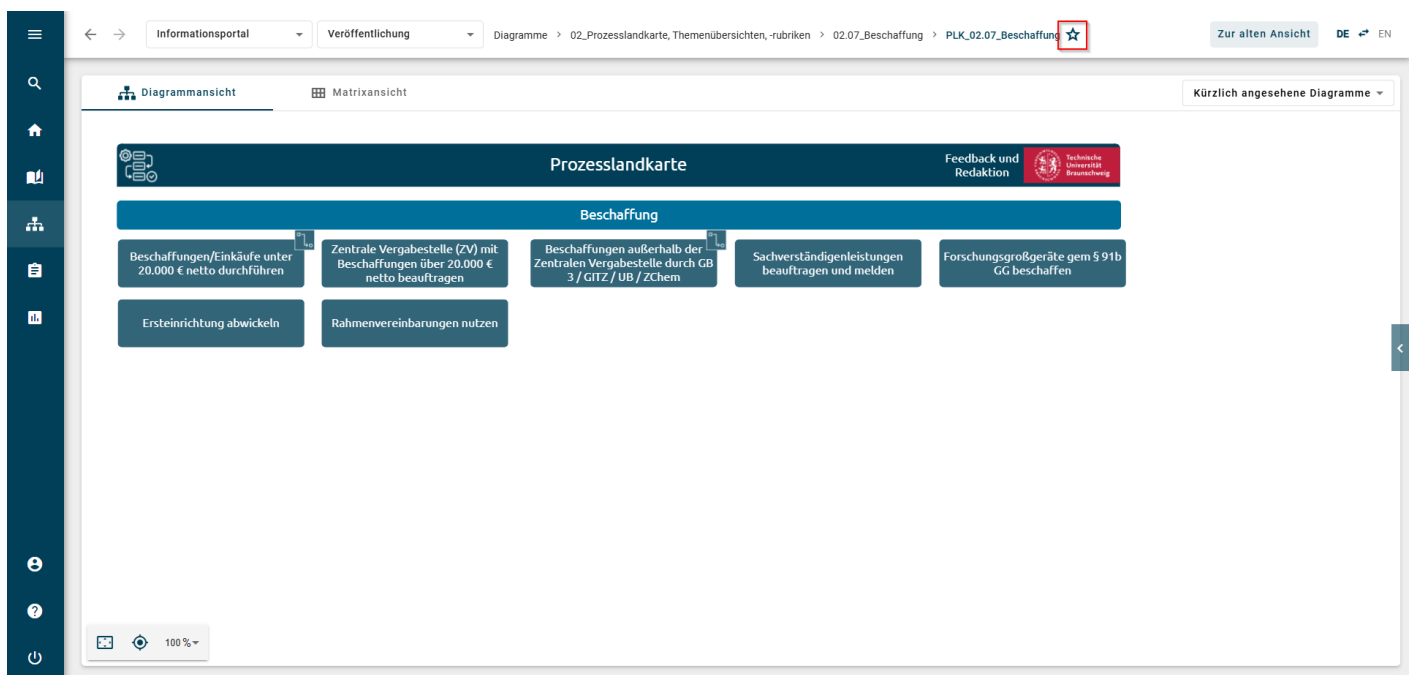 Informationsportal
Veröffentlichung
Diagramme > 02_Prozesslandkarte, Themenübersichten, -rubriken > 02.07_Beschaffung > PLK_02.07_Beschaffung
Zur alten Ansicht
DE
EN
Diagrammansicht
Matrixansicht
Kürzlich angesehene Diagramme
Prozesslandkarte
Feedback und
Redaktion
Technische
Universität
Braunschweig
Beschaffung
Beschaffungen/Einkäufe unter
20.000 € netto durchführen
Zentrale Vergabestelle (ZV) mit
Beschaffungen über 20.000 €
netto beauftragen
Beschaffungen außerhalb der
Zentralen Vergabestelle durch GB
3 / GITZ / UB / ZChem
Sachverständigenleistungen
beauftragen und melden
Forschungsgroßgeräte gem § 91b
GG beschaffen
Ersteinrichtung abwickeln
Rahmenvereinbarungen nutzen
100 %